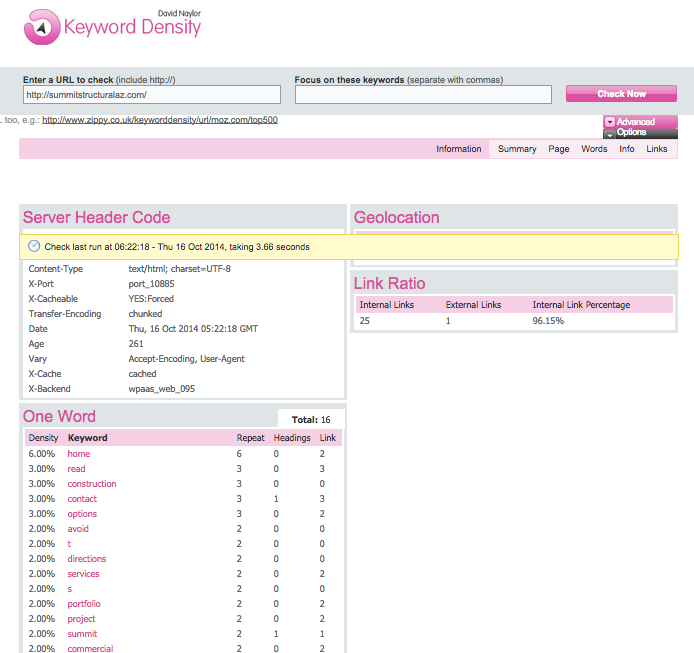 David Naylor
Keyword Density
Enter a URL to check (include http://)
http://summitstructuralaz.com/
Focus on these keywords (separate with commas)
Check Now
. too, e.g.: http://www.zippy.co.uk/keyworddensity/url/moz.com/top500
Advanced
Options
Information Summary Page Words Info Links
Server Header Code
Geolocation
Check last run at 06:22:18 - Thu 16 Oct 2014, taking 3.66 seconds
Content-Type text/html; charset=UTF-8
X-Port port_10885
X-Cacheable YES:Forced
Transfer-Encoding chunked
Date Thu, 16 Oct 2014 05:22:18 GMT
Age 261
Vary Accept-Encoding, User-Agent
X-Cache cached
X-Backend wpaas_web_095
Link Ratio
Internal Links External Links Internal Link Percentage
25 1 96.15%
One Word
Total: 16
Density Keyword Repeat Headings Link
6.00% home 6 0 2
3.00% read 3 0 3
3.00% construction 3 0 0
3.00% contact 3 1 3
3.00% options 3 0 2
2.00% avoid 2 0 0
2.00% t 2 0 0
2.00% directions 2 0 0
2.00% services 2 0 2
2.00% s 2 0 0
2.00% portfolio 2 0 2
2.00% project 2 0 2
2.00% summit 2 1 1
2.00% commercial 2 0 2